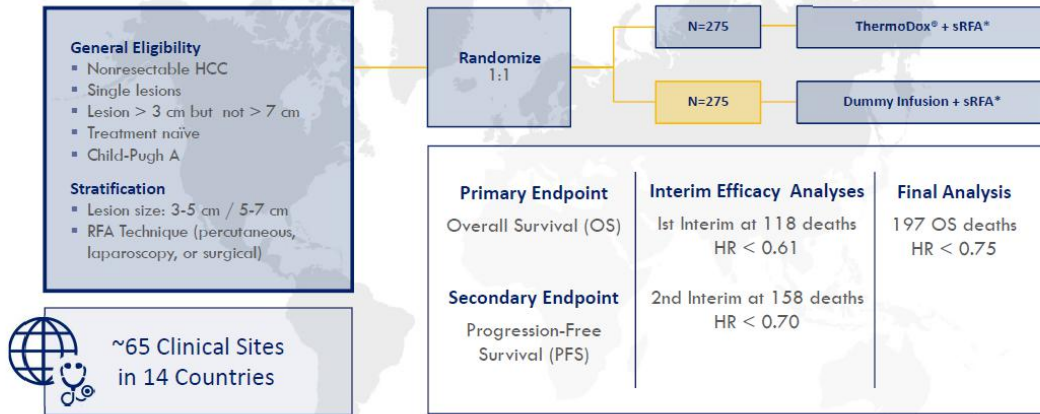 General Eligibility
▪ Nonresectable HCC
▪ Single lesions
▪ Lesion > 3 cm but not > 7 cm
▪ Treatment naïve
▪ Child-Pugh A
Stratification
▪ Lesion size: 3-5 cm / 5-7 cm
▪ RFA Technique (percutaneous,
laparoscopy, or surgical)
~65 Clinical Sites
in 14 Countries
Randomize
1:1
N=275
ThermoDox® + sRFA*
N=275
Dummy Infusion + sRFA*
Primary Endpoint
Overall Survival (OS)
Secondary Endpoint
Progression-Free
Survival (PFS)
Interim Efficacy Analyses
Ist Interim at 118 deaths
HR < 0.61
2nd Interim at 158 deaths
HR < 0.70
Final Analysis
197 OS deaths
HR < 0.75